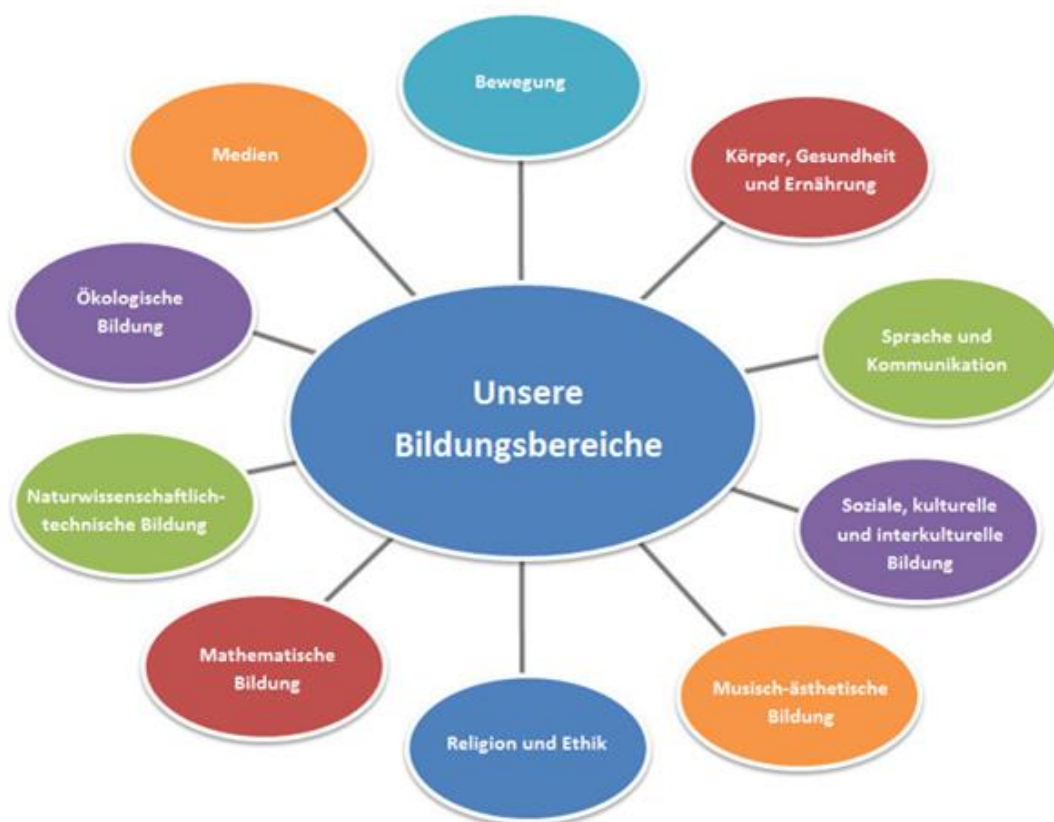 Bewegung
Körper, Gesundheit
und Ernährung
Sprache und
Kommunikation
Soziale, kulturelle
und interkulturelle
Bildung
Musisch-ästhetische
Bildung
Religion und Ethik
Mathematische
Bildung
Naturwissenschaftlich-
technische Bildung
Ökologische
Bildung
Medien
Unsere
Bildungsbereiche